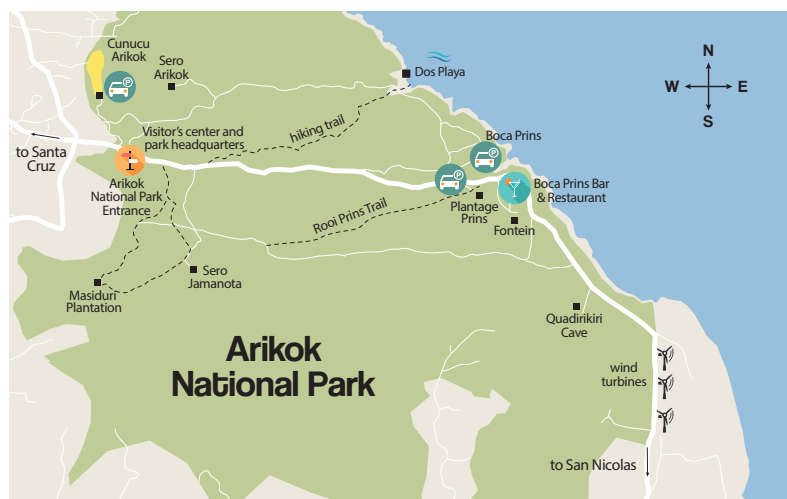 Cunucu
Arikok
P
Sero
Arikok
Dos Playa
N
W
E
S
to Santa
Cruz
Visitor's center and
park headquarters
hiking trail
Boca Prins
P
P
Arikok
National Park
Entrance
Boca Prins Bar
& Restaurant
Plantage
Prins
Rooi Prins Trail
Fontein
Sero
Jamanota
Masiduri
Plantation
Quadirikiri
Cave
Arikok
National Park
wind
turbines
to San Nicolas